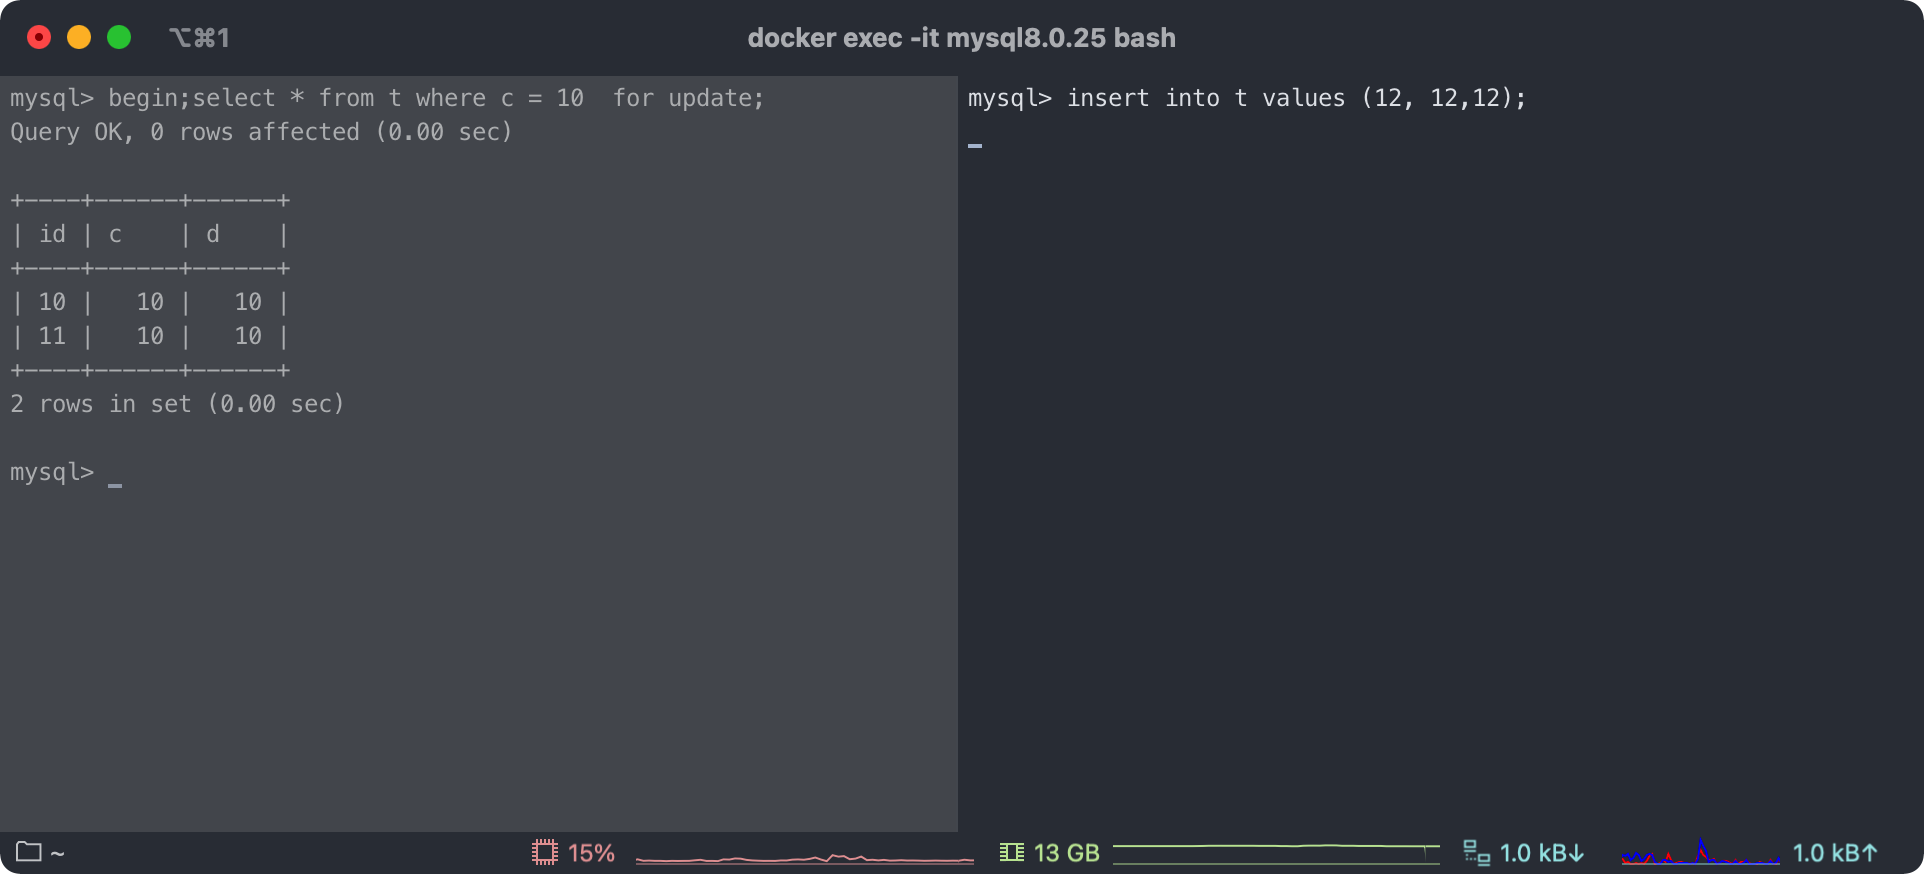 ⌥⌘1
docker exec -it mysql8.0.25 bash
mysql> begin;select * from t where c = 10  for update;
Query OK, 0 rows affected (0.00 sec)
+----+------+------+
| id | c    | d    |
+----+------+------+
| 10 |   10 |   10 |
| 11 |   10 |   10 |
+----+------+------+
2 rows in set (0.00 sec)
mysql> _
mysql> insert into t values (12, 12,12);
~
15%
13 GB
1.0 kB↓
1.0 kB↑